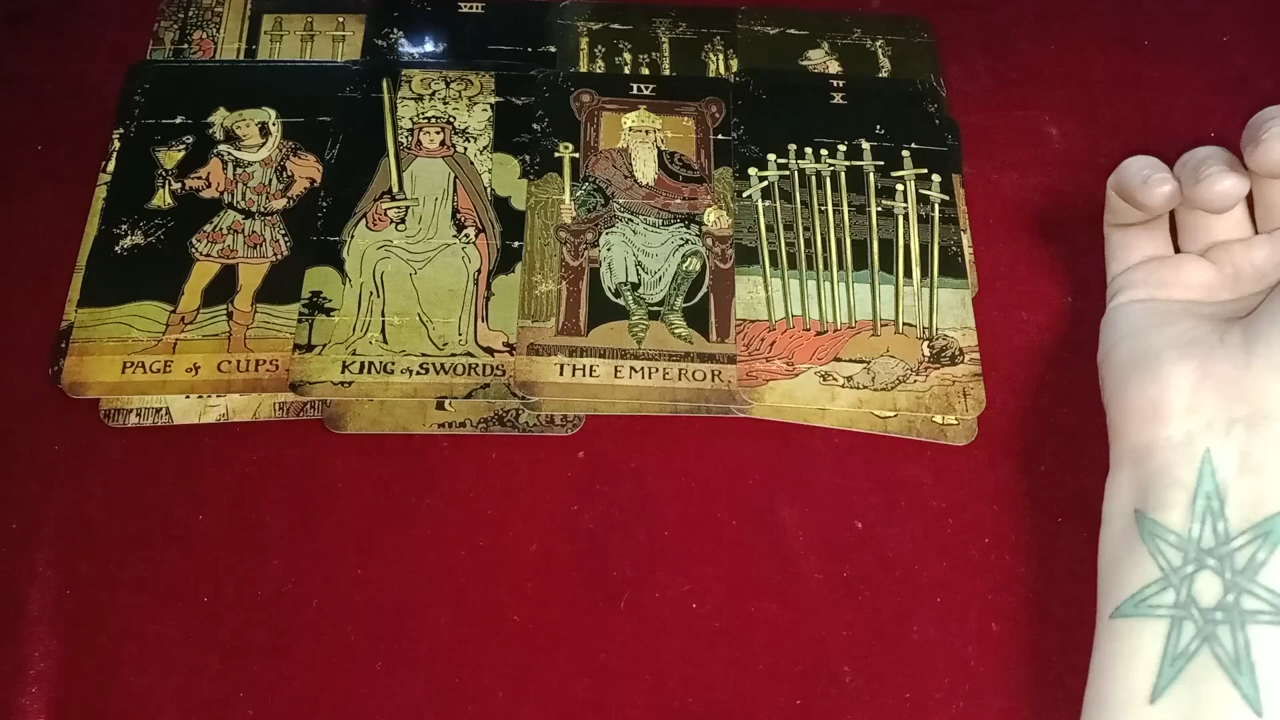 VII
IV
X
PAGE of CUPS
KING of SWORDS
THE EMPEROR.